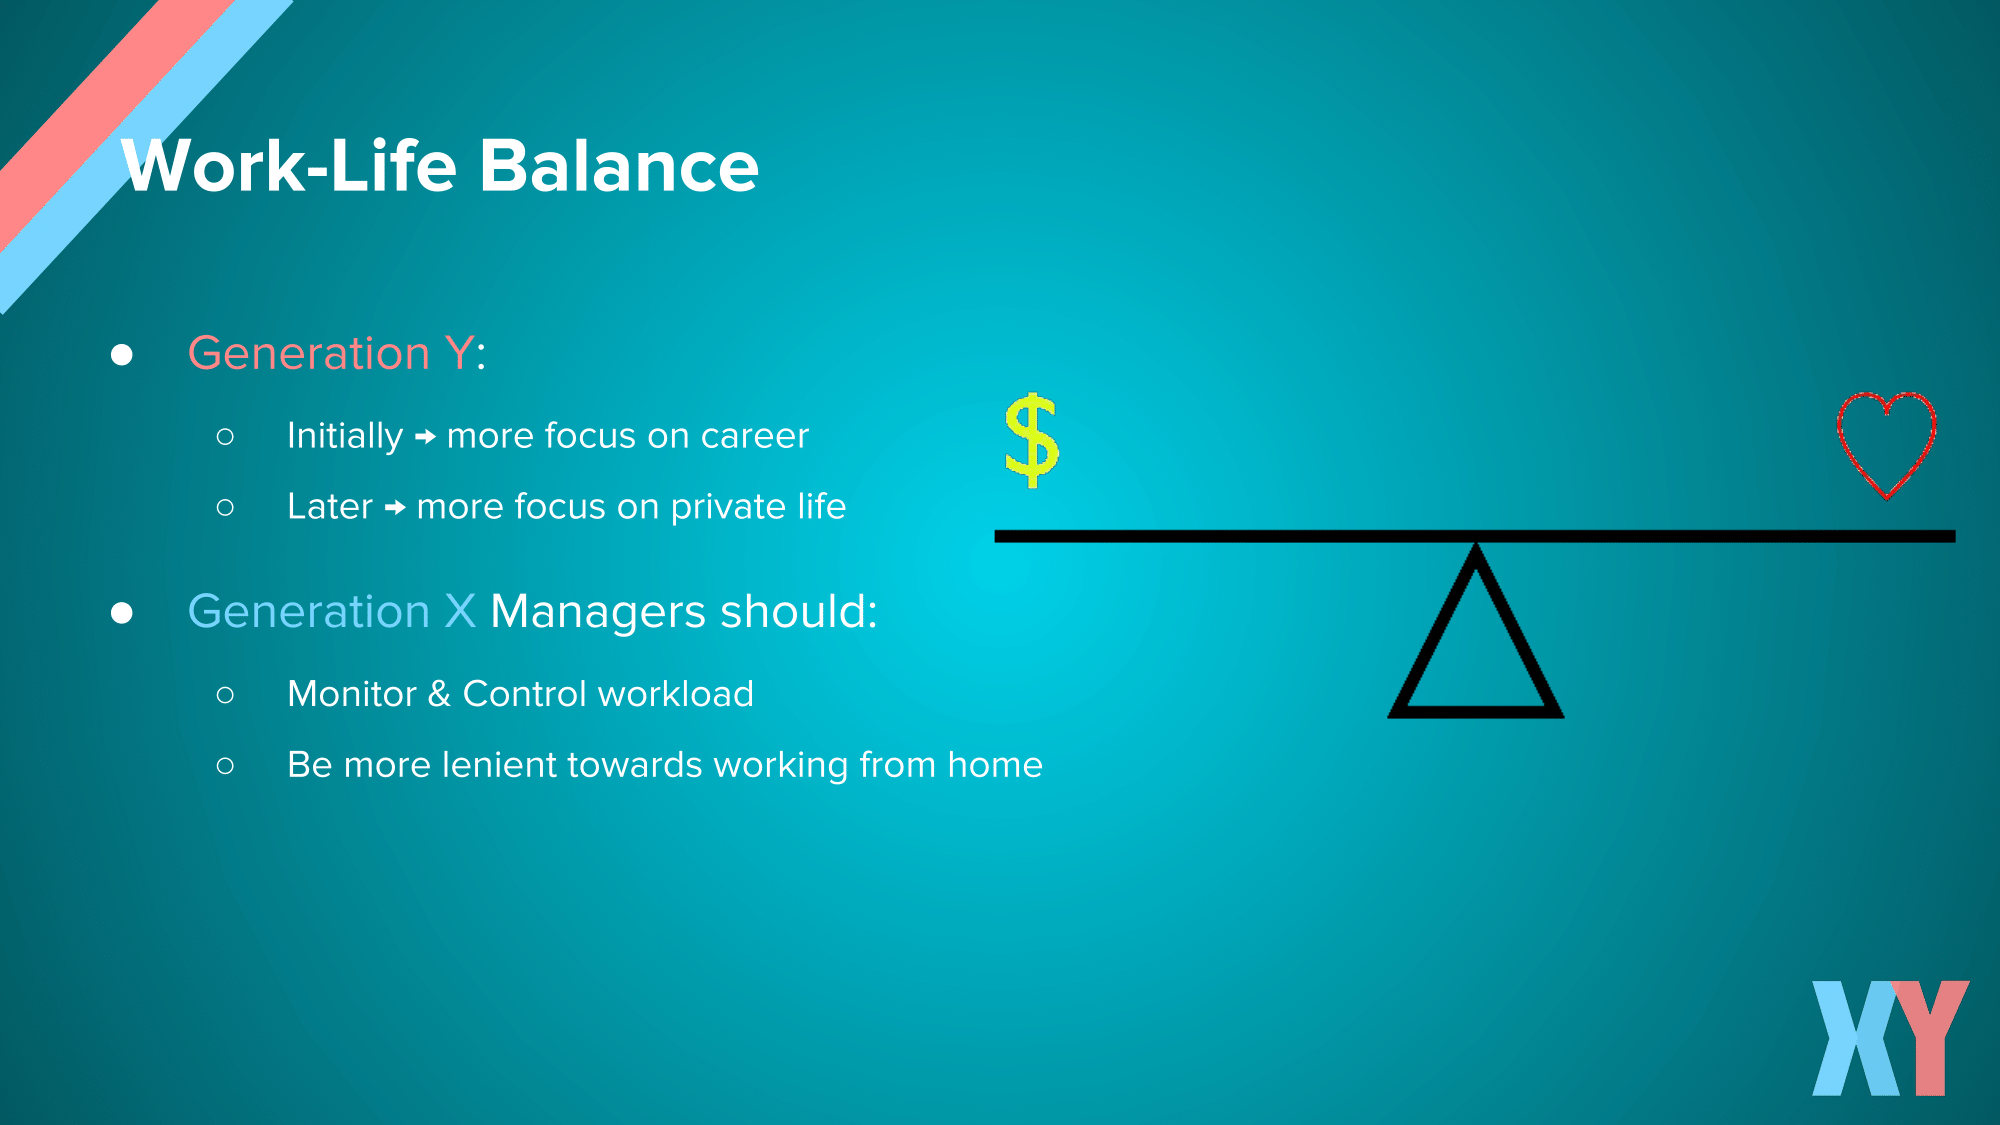 Work-Life Balance
● Generation Y:
○ Initially → more focus on career
○ Later → more focus on private life
● Generation X Managers should:
○ Monitor & Control workload
○ Be more lenient towards working from home
$
XY